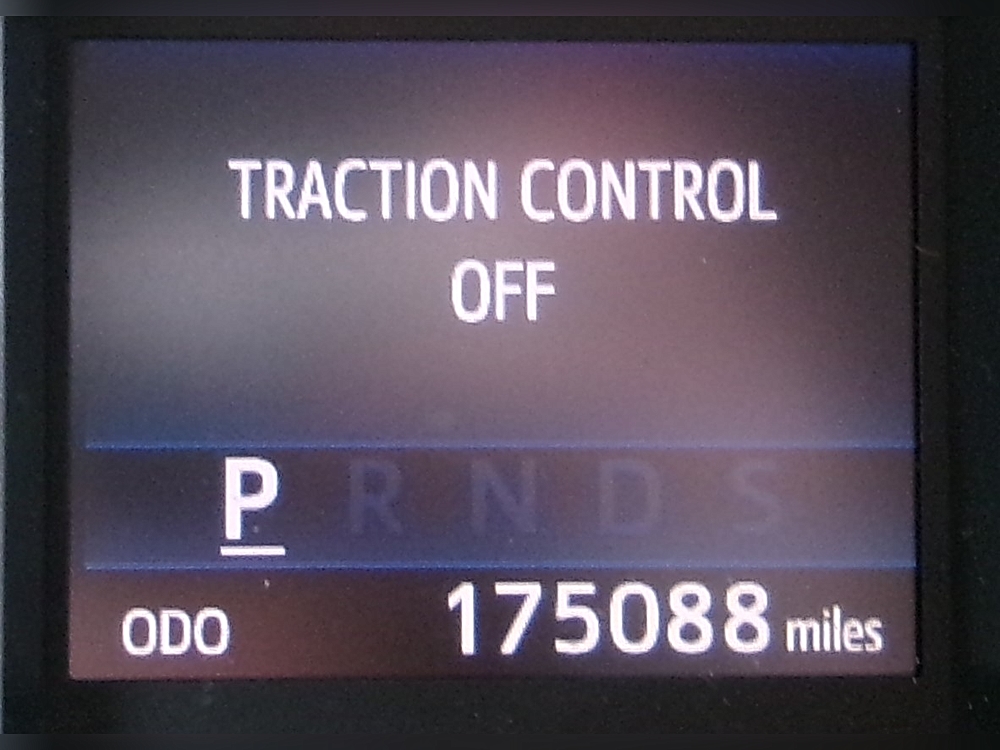 TRACTION CONTROL
OFF
P R N D S
ODO 175088 miles